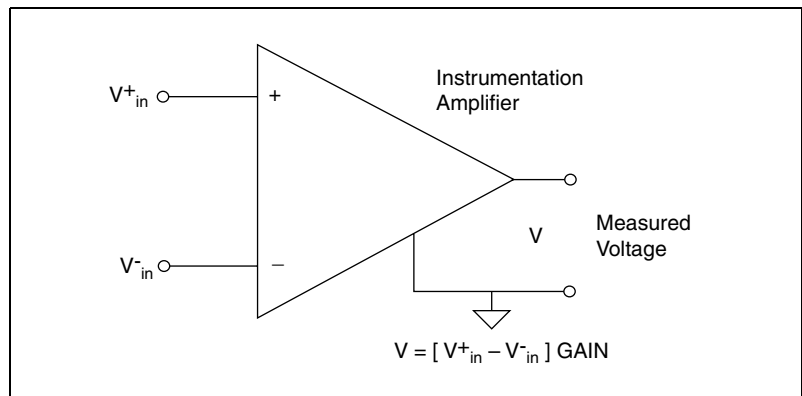 Instrumentation
Amplifier
V+in
+
V-in
–
V
Measured
Voltage
V = [ V+in – V-in ] GAIN